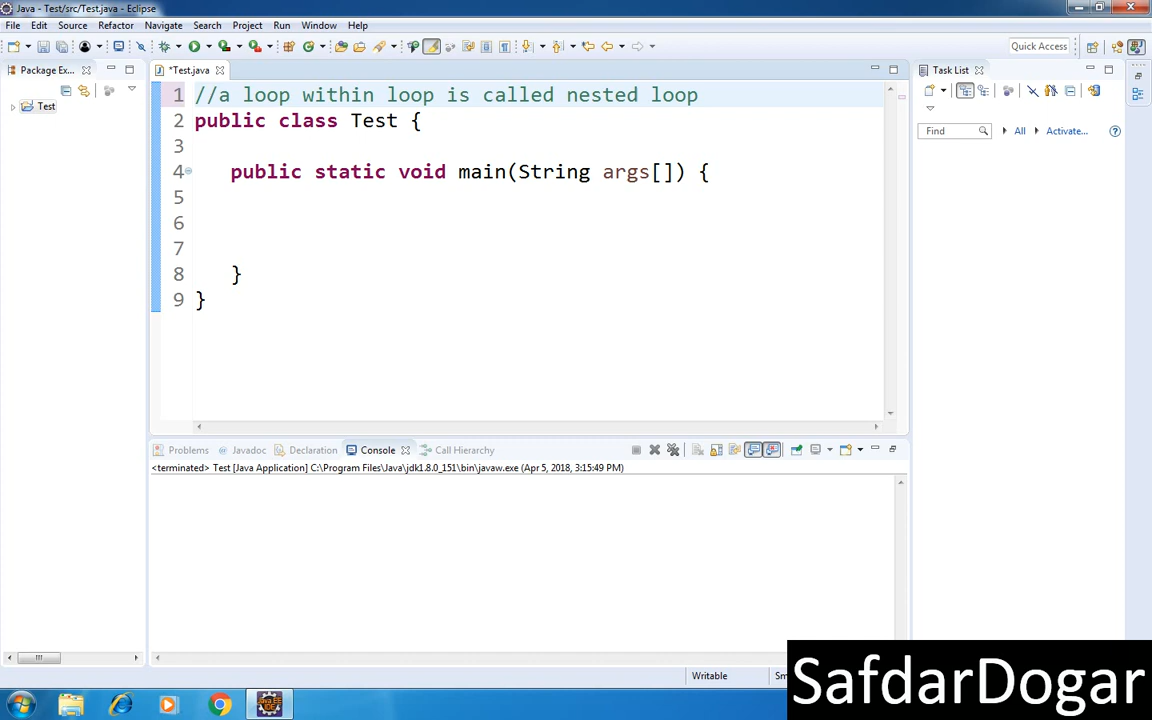 Java - Test/src/Test.java - Eclipse
File Edit Source Refactor Navigate Search Project Run Window Help
Quick Access
Package Ex...
*Test.java
Task List
Test
Find All Activate...
1 //a loop within loop is called nested loop
2 public class Test {
3
4 public static void main(String args[]) {
5
6
7
8 }
9 }
Problems Javadoc Declaration Console Call Hierarchy
<terminated> Test [Java Application] C:\Program Files\Java\jdk1.8.0_151\bin\javaw.exe (Apr 5, 2018, 3:15:49 PM)
Writable Sm
SafdarDogar